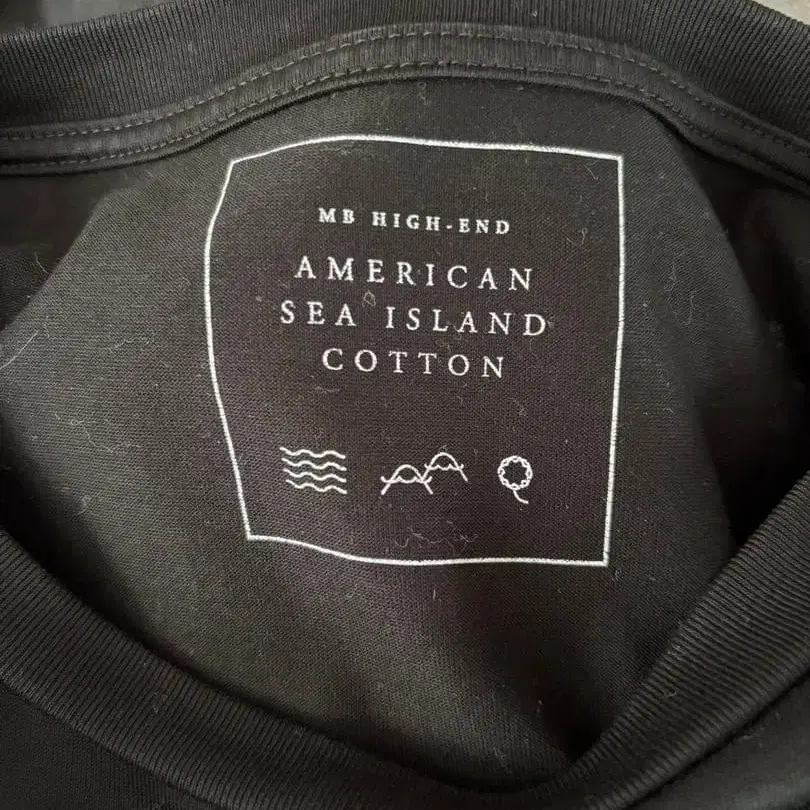 MB HIGH-END
AMERICAN
SEA ISLAND
COTTON